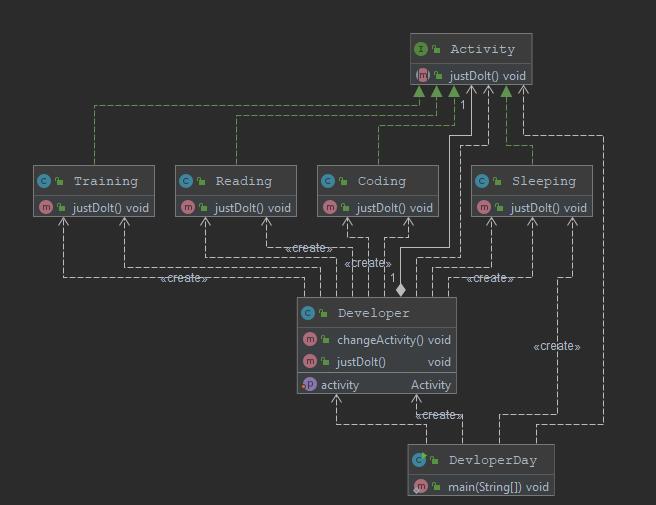 I Activity
m justDoIt() void
1
C Training
m justDoIt() void
C Reading
m justDoIt() void
C Coding
m justDoIt() void
C Sleeping
m justDoIt() void
«create»
«create»
«create»
«create»
1
C Developer
m changeActivity() void
m justDoIt() void
p activity Activity
«create»
«create»
C DevloperDay
m main(String[]) void